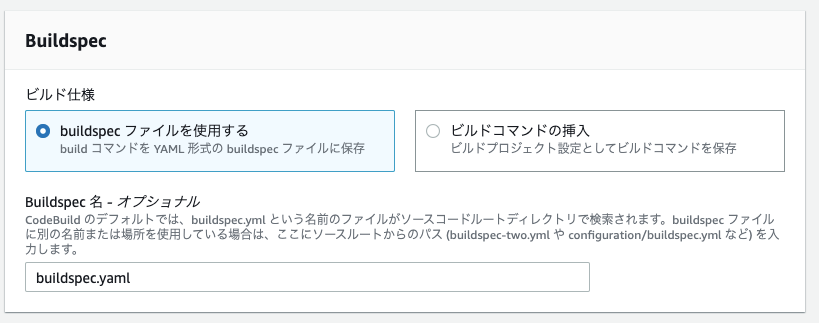 Buildspec
ビルド仕様
buildspec ファイルを使用する
build コマンドを YAML 形式の buildspec ファイルに保存
ビルドコマンドの挿入
ビルドプロジェクト設定としてビルドコマンドを保存
Buildspec 名 - オプショナル
CodeBuild のデフォルトでは、buildspec.yml という名前のファイルがソースコードルートディレクトリで検索されます。buildspec ファイル
に別の名前または場所を使用している場合は、ここにソースルートからのパス (buildspec-two.yml や configuration/buildspec.yml など) を入
力します。
buildspec.yaml